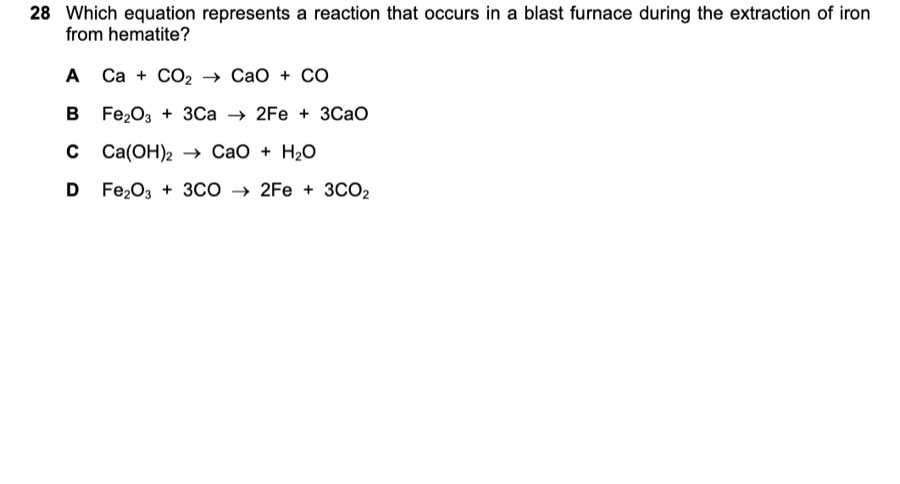 28 Which equation represents a reaction that occurs in a blast furnace during the extraction of iron
from hematite?
A Ca + CO₂ → CaO + CO
B Fe₂O₃ + 3Ca → 2Fe + 3CaO
C Ca(OH)₂ → CaO + H₂O
D Fe₂O₃ + 3CO → 2Fe + 3CO₂